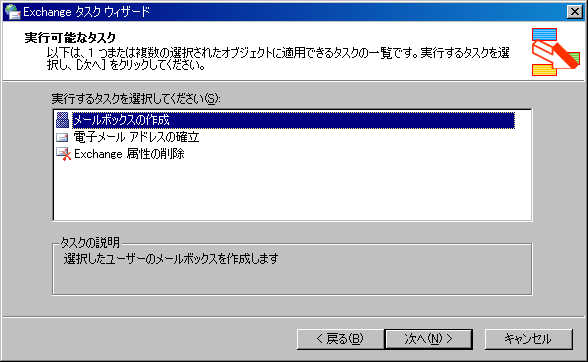 Exchange タスク ウィザード
実行可能なタスク
以下は、1 つまたは複数の選択されたオブジェクトに適用できるタスクの一覧です。実行するタスクを選
択し、[次へ] をクリックしてください。
実行するタスクを選択してください(S):
メールボックスの作成
電子メール アドレスの確立
Exchange 属性の削除
タスクの説明
選択したユーザーのメールボックスを作成します
< 戻る(B)
次へ(N) >
キャンセル